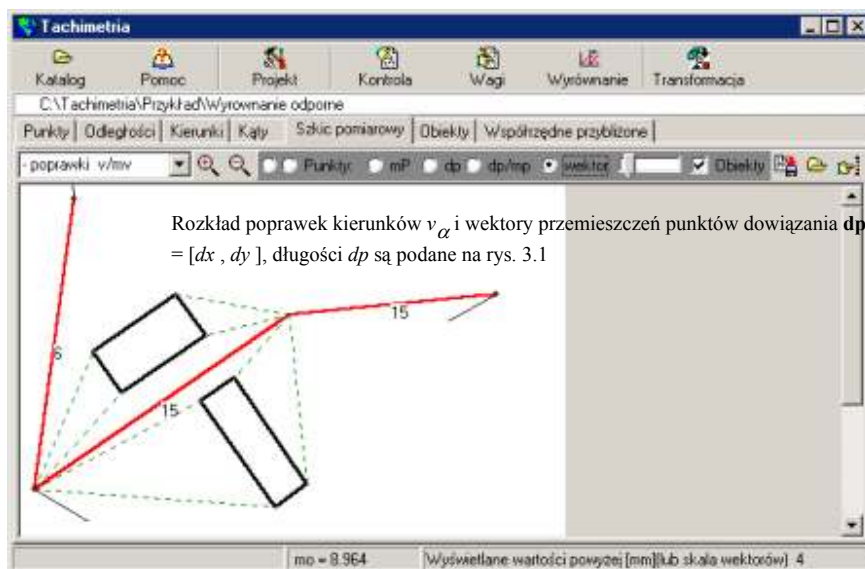 Tachimetria
Katalog Pomoc Projekt Kontrola Wagi Wyrównanie Transformacja
C:\Tachimetria\Przykład\Wyrownanie odporne
Punkty Odległości Kierunki Kąty Szkic pomiarowy Obiekty Współrzędne przybliżone
- poprawki v/mv Punkty: mP dp dp/mp wektor Obiekty
Rozkład poprawek kierunków vα i wektory przemieszczeń punktów dowiązania dp
= [dx , dy ], długości dp są podane na rys. 3.1
15
6
15
mo = 8.964 Wyświetlane wartości powyżej [mm](lub skala wektorów) 4